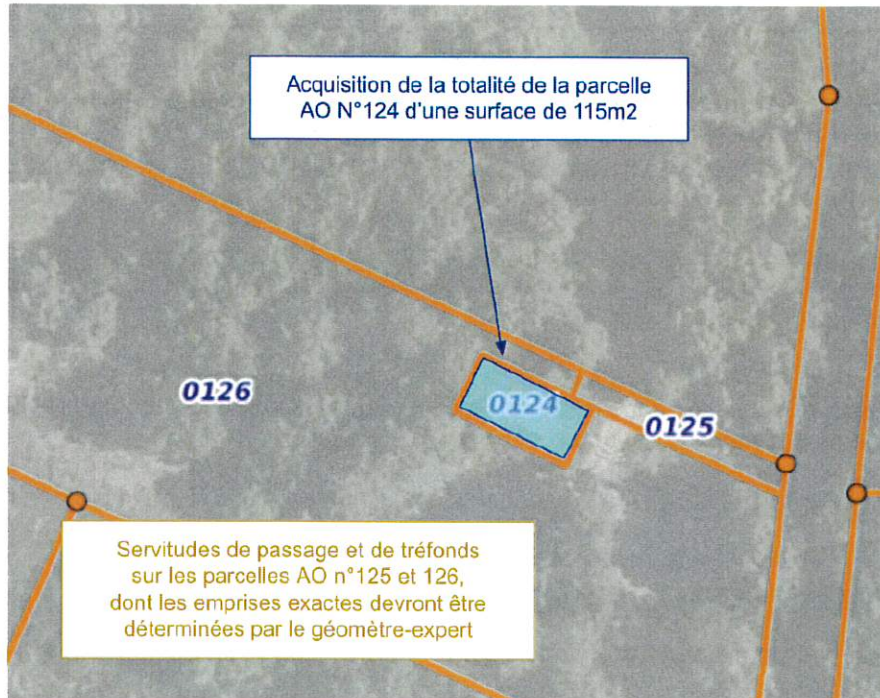 Acquisition de la totalité de la parcelle
AO N°124 d'une surface de 115m2
0126
0124
0125
Servitudes de passage et de tréfonds
sur les parcelles AO n°125 et 126,
dont les emprises exactes devront être
déterminées par le géomètre-expert